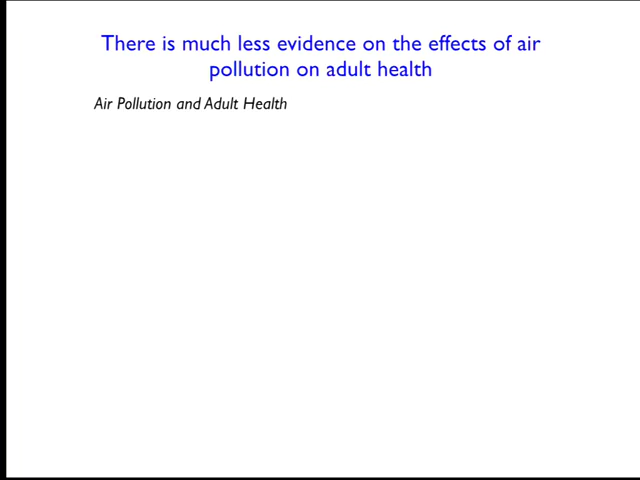 There is much less evidence on the effects of air
pollution on adult health
Air Pollution and Adult Health